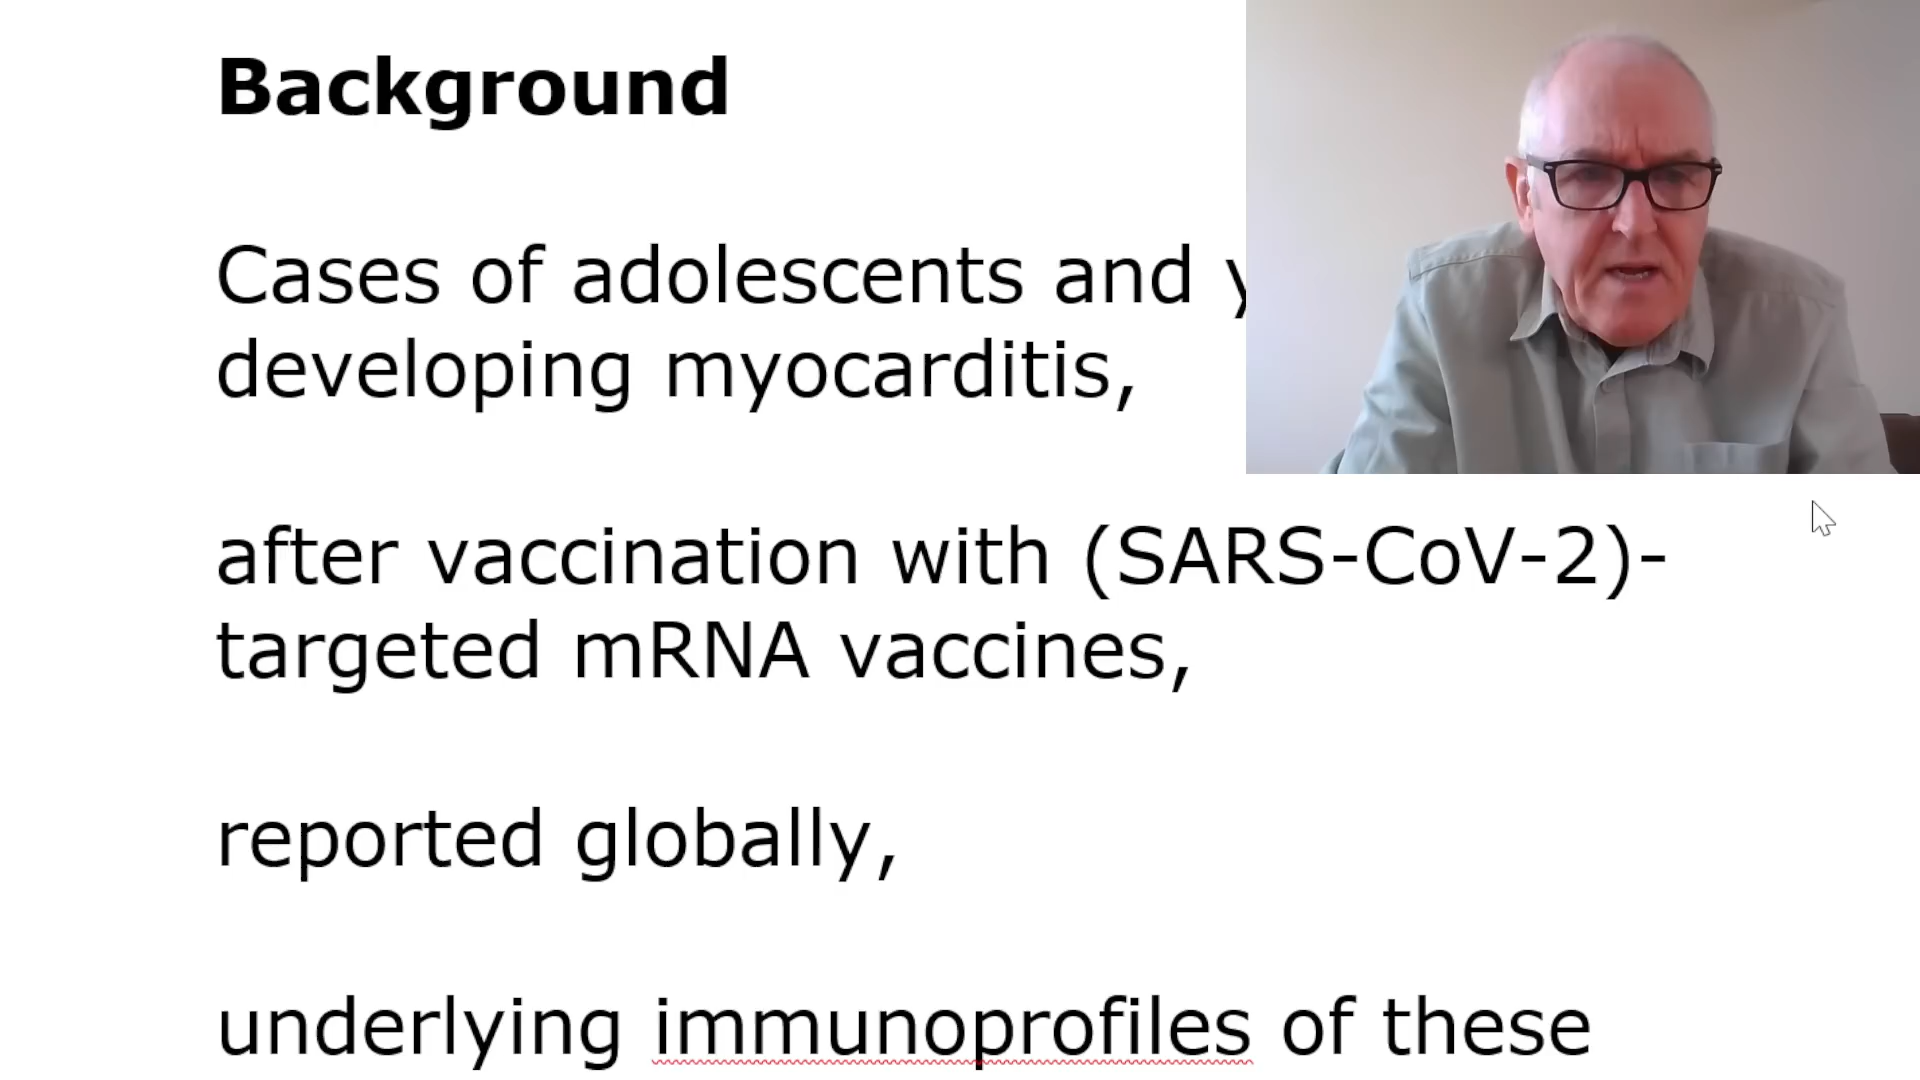 Background
Cases of adolescents and y
developing myocarditis,
after vaccination with (SARS-CoV-2)-
targeted mRNA vaccines,
reported globally,
underlying immunoprofiles of these